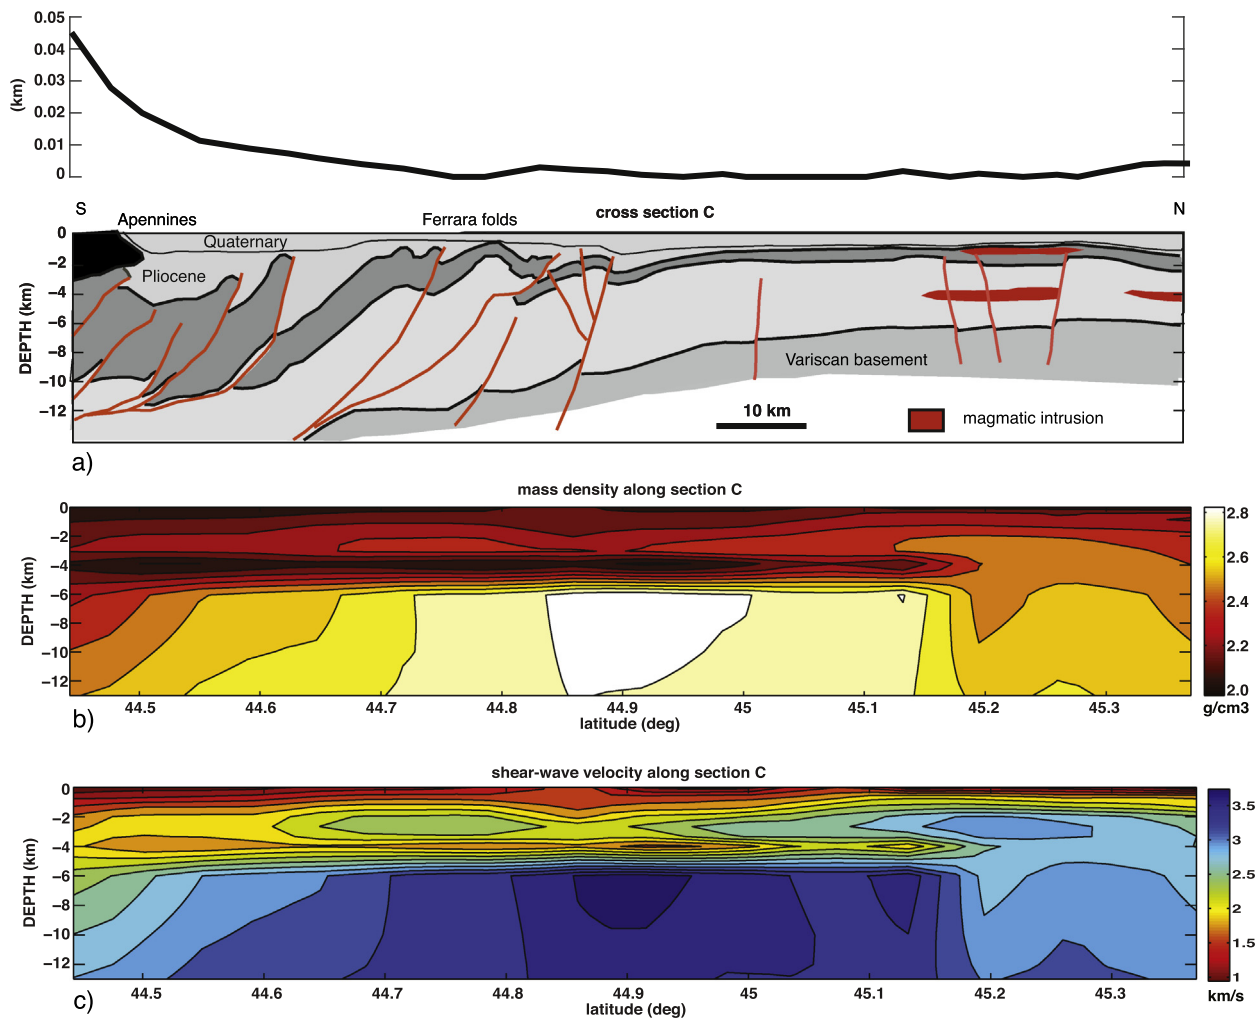 0.05
0.04
0.03
0.02
0.01
0
(km)
S
Apennines
Ferrara folds
cross section C
N
0
−2
−4
−6
−8
−10
−12
DEPTH (km)
Quaternary
Pliocene
Variscan basement
10 km
magmatic intrusion
a)
mass density along section C
0
−2
−4
−6
−8
−10
−12
DEPTH (km)
44.5 44.6 44.7 44.8 44.9 45 45.1 45.2 45.3
latitude (deg)
2.8
2.6
2.4
2.2
2.0
g/cm3
b)
shear-wave velocity along section C
0
−2
−4
−6
−8
−10
−12
DEPTH (km)
44.5 44.6 44.7 44.8 44.9 45 45.1 45.2 45.3
latitude (deg)
3.5
3
2.5
2
1.5
1
km/s
c)